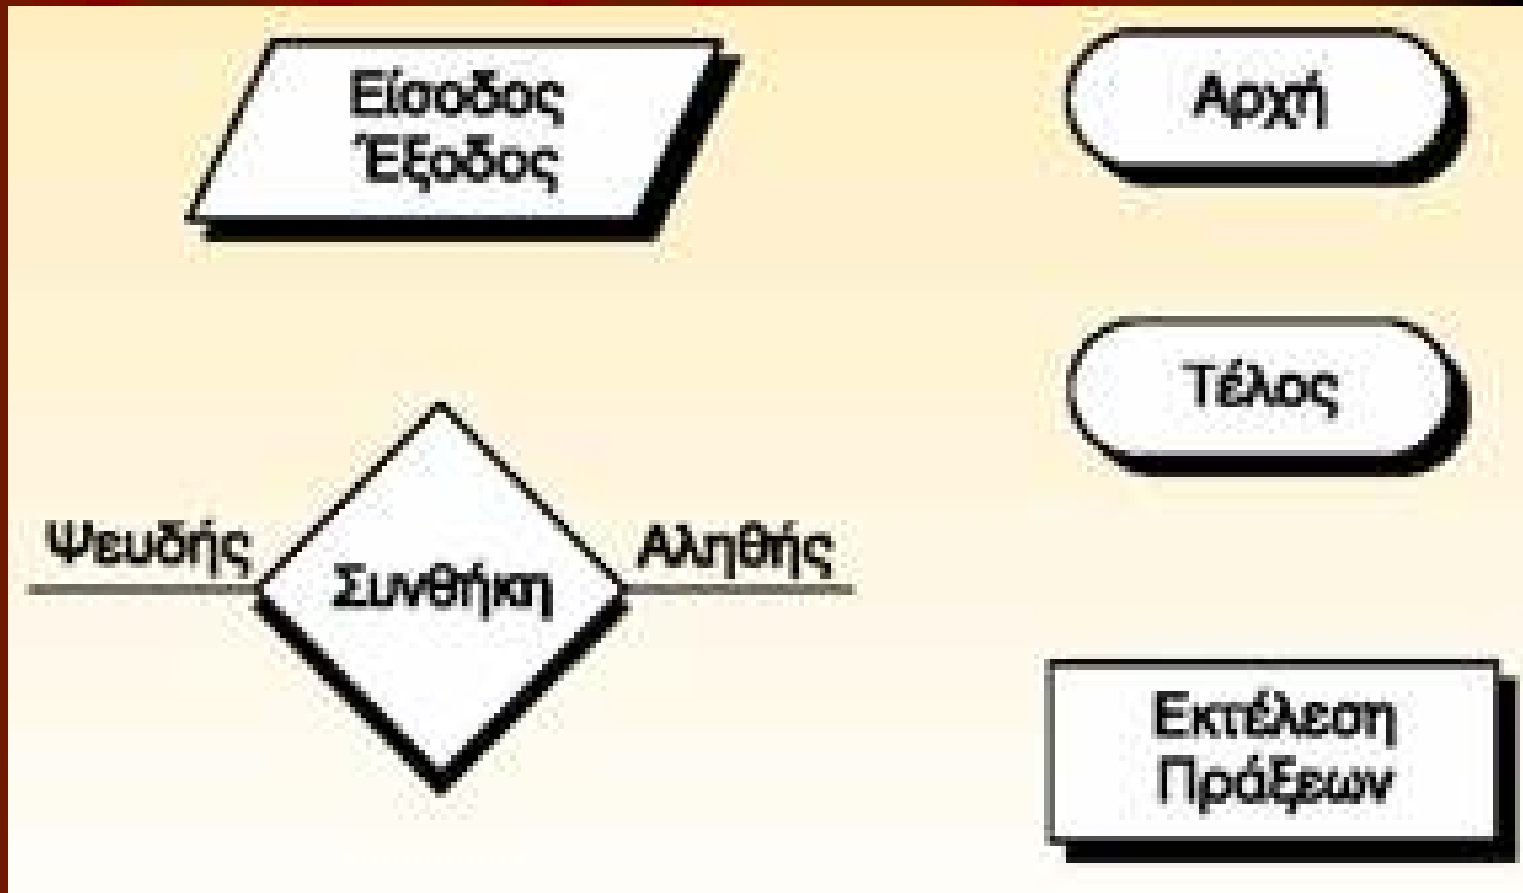 Είσοδος
Έξοδος
Αρχή
Τέλος
Ψευδής
Συνθήκη
Αληθής
Εκτέλεση
Πράξεων